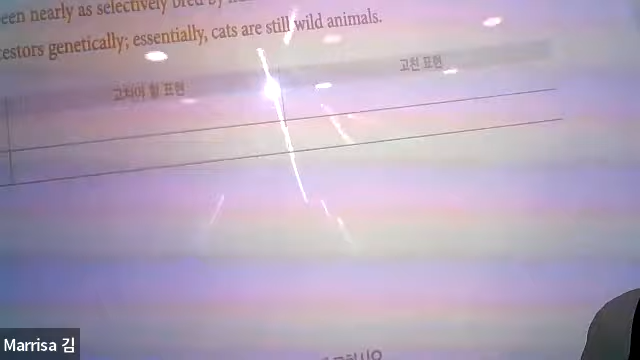 een nearly as selectively bred by
cestors genetically; essentially, cats are still wild animals.
고쳐야 할 표현 고친 표현
Marrisa 김